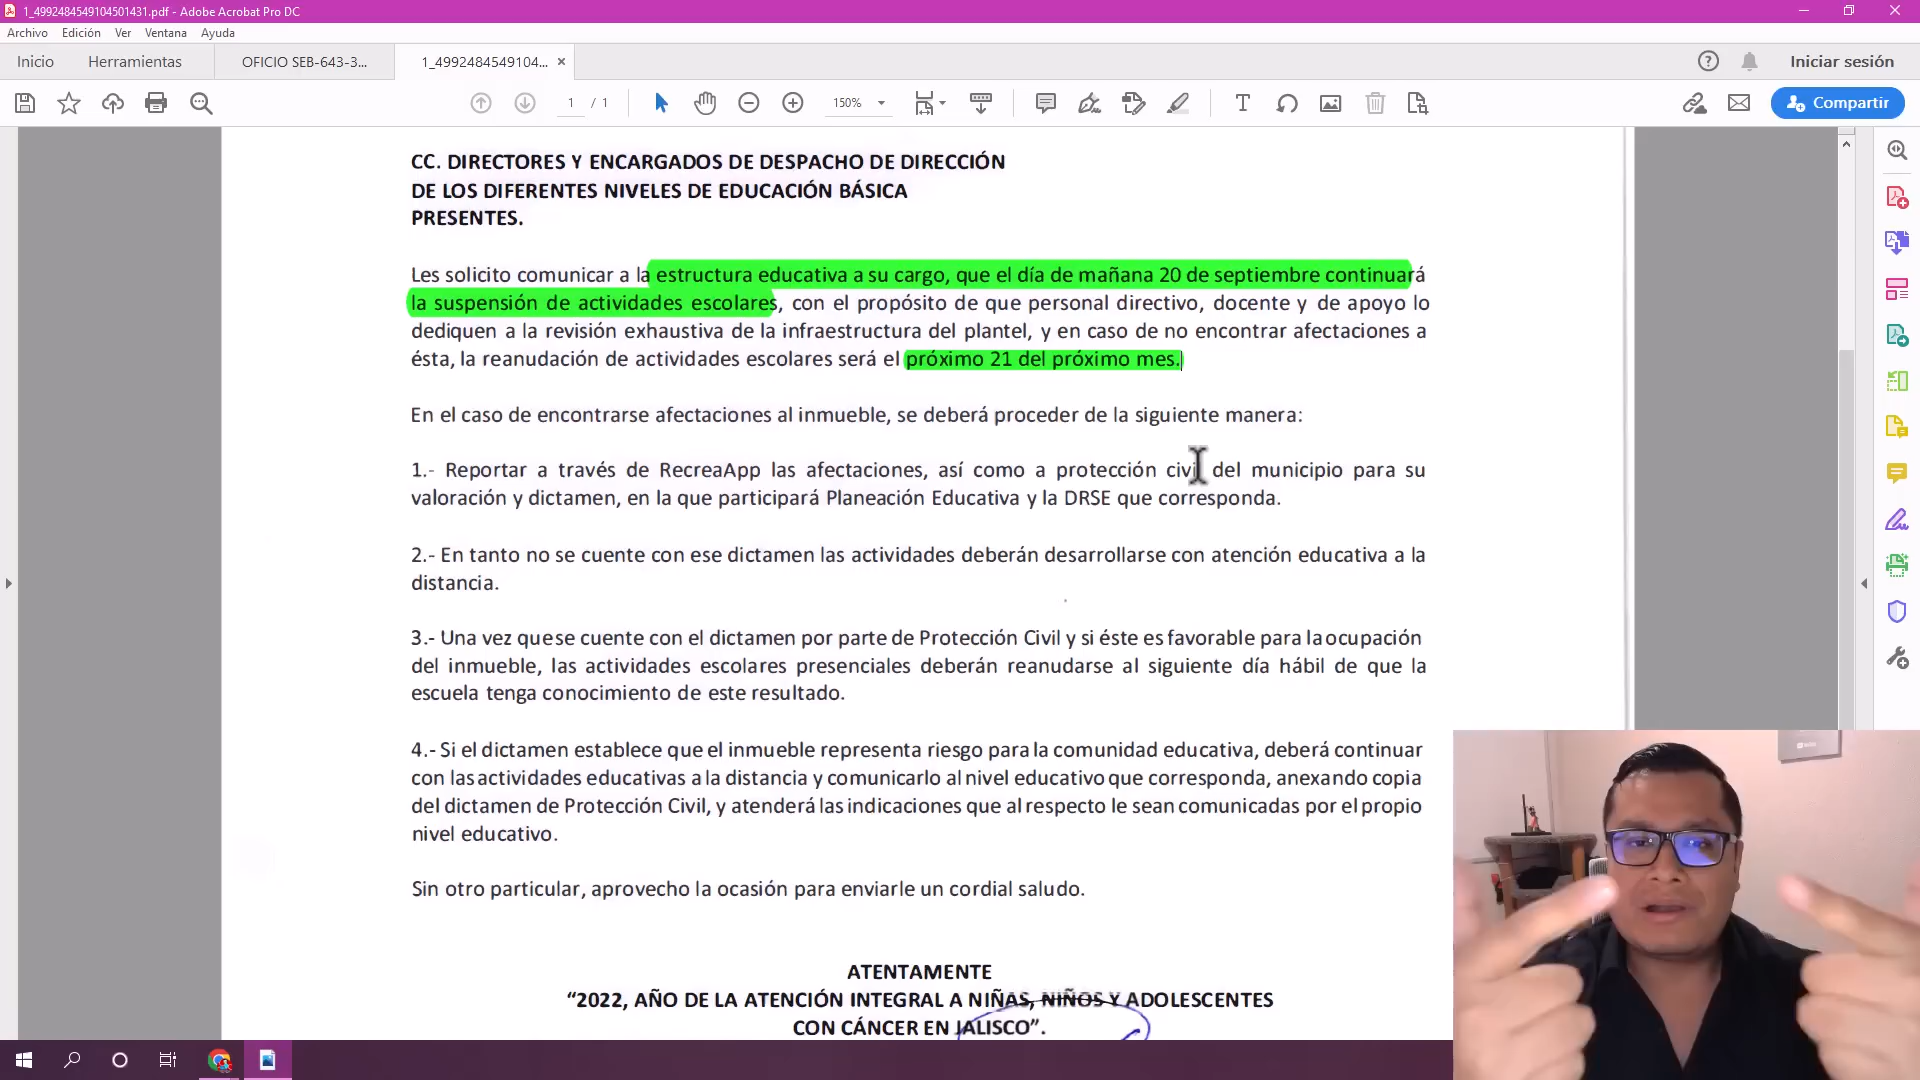 1_4992484549104501431.pdf - Adobe Acrobat Pro DC
Archivo Edición Ver Ventana Ayuda
Inicio Herramientas OFICIO SEB-643-3... 1_4992484549104... ×
Iniciar sesión
1 / 1 150% Compartir
CC. DIRECTORES Y ENCARGADOS DE DESPACHO DE DIRECCIÓN
DE LOS DIFERENTES NIVELES DE EDUCACIÓN BÁSICA
PRESENTES.
Les solicito comunicar a la estructura educativa a su cargo, que el día de mañana 20 de septiembre continuará
la suspensión de actividades escolares, con el propósito de que personal directivo, docente y de apoyo lo
dediquen a la revisión exhaustiva de la infraestructura del plantel, y en caso de no encontrar afectaciones a
ésta, la reanudación de actividades escolares será el próximo 21 del próximo mes.
En el caso de encontrarse afectaciones al inmueble, se deberá proceder de la siguiente manera:
1.- Reportar a través de RecreaApp las afectaciones, así como a protección civil del municipio para su
valoración y dictamen, en la que participará Planeación Educativa y la DRSE que corresponda.
2.- En tanto no se cuente con ese dictamen las actividades deberán desarrollarse con atención educativa a la
distancia.
3.- Una vez que se cuente con el dictamen por parte de Protección Civil y si éste es favorable para la ocupación
del inmueble, las actividades escolares presenciales deberán reanudarse al siguiente día hábil de que la
escuela tenga conocimiento de este resultado.
4.- Si el dictamen establece que el inmueble representa riesgo para la comunidad educativa, deberá continuar
con las actividades educativas a la distancia y comunicarlo al nivel educativo que corresponda, anexando copia
del dictamen de Protección Civil, y atenderá las indicaciones que al respecto le sean comunicadas por el propio
nivel educativo.
Sin otro particular, aprovecho la ocasión para enviarle un cordial saludo.
ATENTAMENTE
“2022, AÑO DE LA ATENCIÓN INTEGRAL A NIÑAS, NIÑOS Y ADOLESCENTES
CON CÁNCER EN JALISCO”.